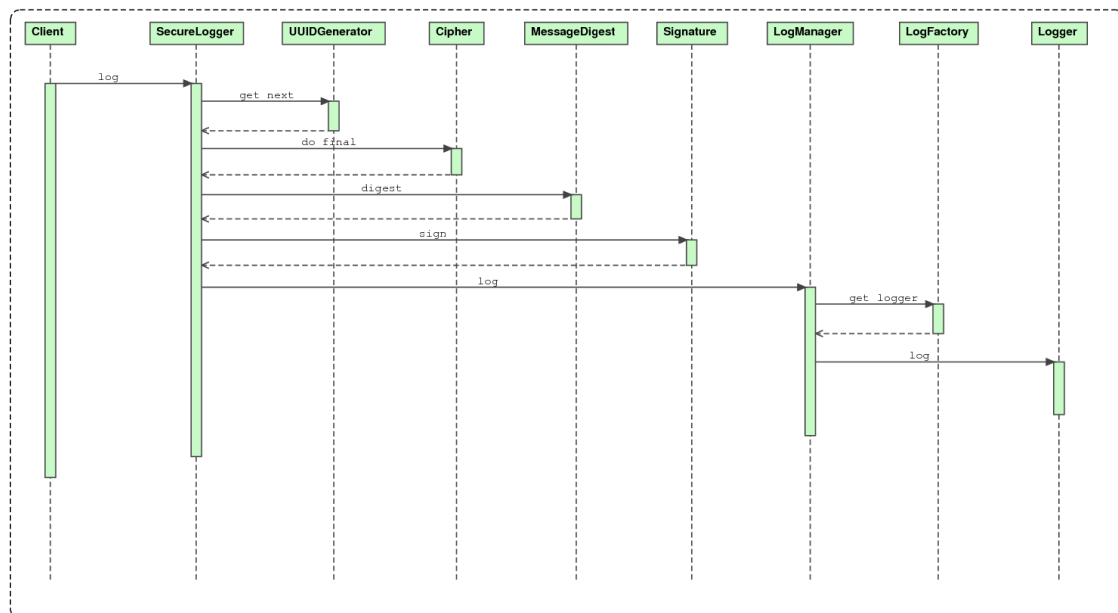 Client SecureLogger UUIDGenerator Cipher MessageDigest Signature LogManager LogFactory Logger
log
get next
do final
digest
sign
log
get logger
log